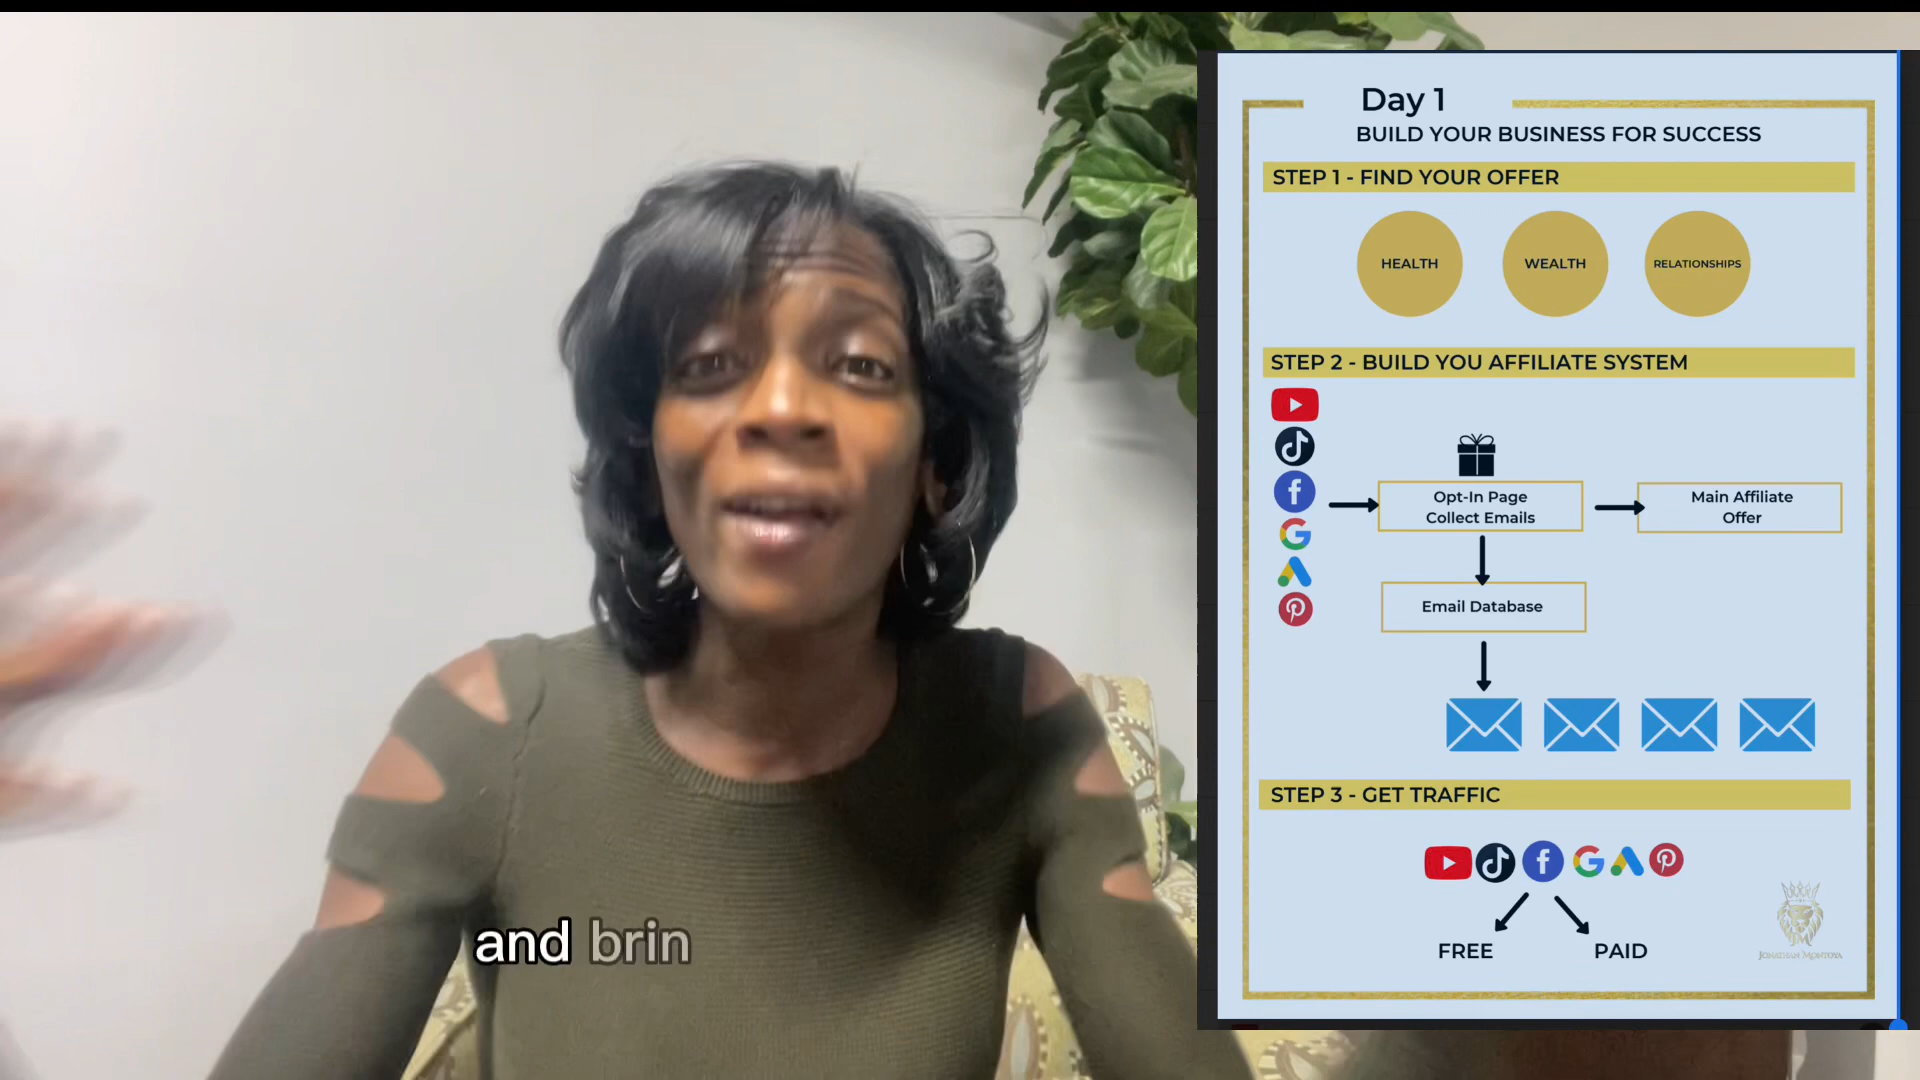 Day 1
BUILD YOUR BUSINESS FOR SUCCESS
STEP 1 - FIND YOUR OFFER
HEALTH
WEALTH
RELATIONSHIPS
STEP 2 - BUILD YOU AFFILIATE SYSTEM
Opt-In Page
Collect Emails
Main Affiliate
Offer
Email Database
STEP 3 - GET TRAFFIC
FREE
PAID
JONATHAN MONTOYA
and brin